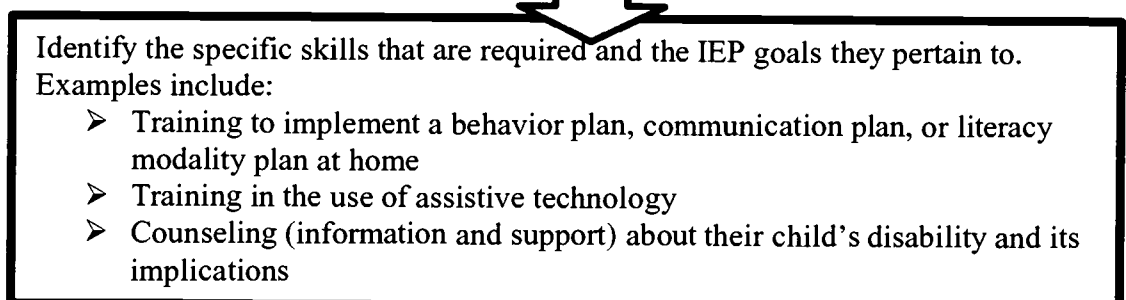 Identify the specific skills that are required and the IEP goals they pertain to.
Examples include:
➢ Training to implement a behavior plan, communication plan, or literacy
modality plan at home
➢ Training in the use of assistive technology
➢ Counseling (information and support) about their child's disability and its
implications